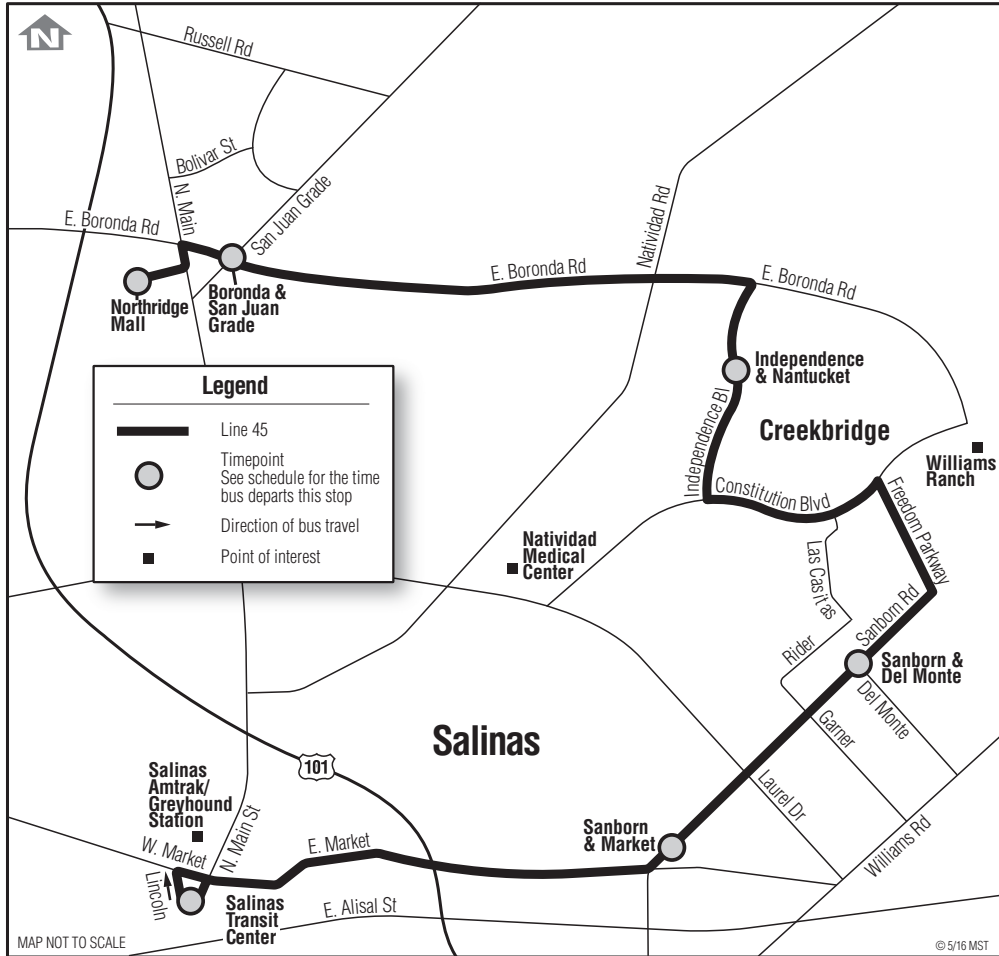 N
Russell Rd
Bolivar St
N. Main
San Juan Grade
E. Boronda Rd
Natividad Rd
E. Boronda Rd
E. Boronda Rd
Northridge
Mall
Boronda &
San Juan
Grade
Independence
& Nantucket
Independence Bl
Creekbridge
Williams
Ranch
Constitution Blvd
Freedom Parkway
Legend
Line 45
Timepoint
See schedule for the time
bus departs this stop
Direction of bus travel
Point of interest
Natividad
Medical
Center
Las Casitas
Sanborn Rd
Rider
Sanborn &
Del Monte
Del Monte
Garner
Salinas
101
Laurel Dr
Williams Rd
Salinas
Amtrak/
Greyhound
Station
N. Main St
W. Market
E. Market
Sanborn
& Market
Lincoln
Salinas
Transit
Center
E. Alisal St
MAP NOT TO SCALE
© 5/16 MST